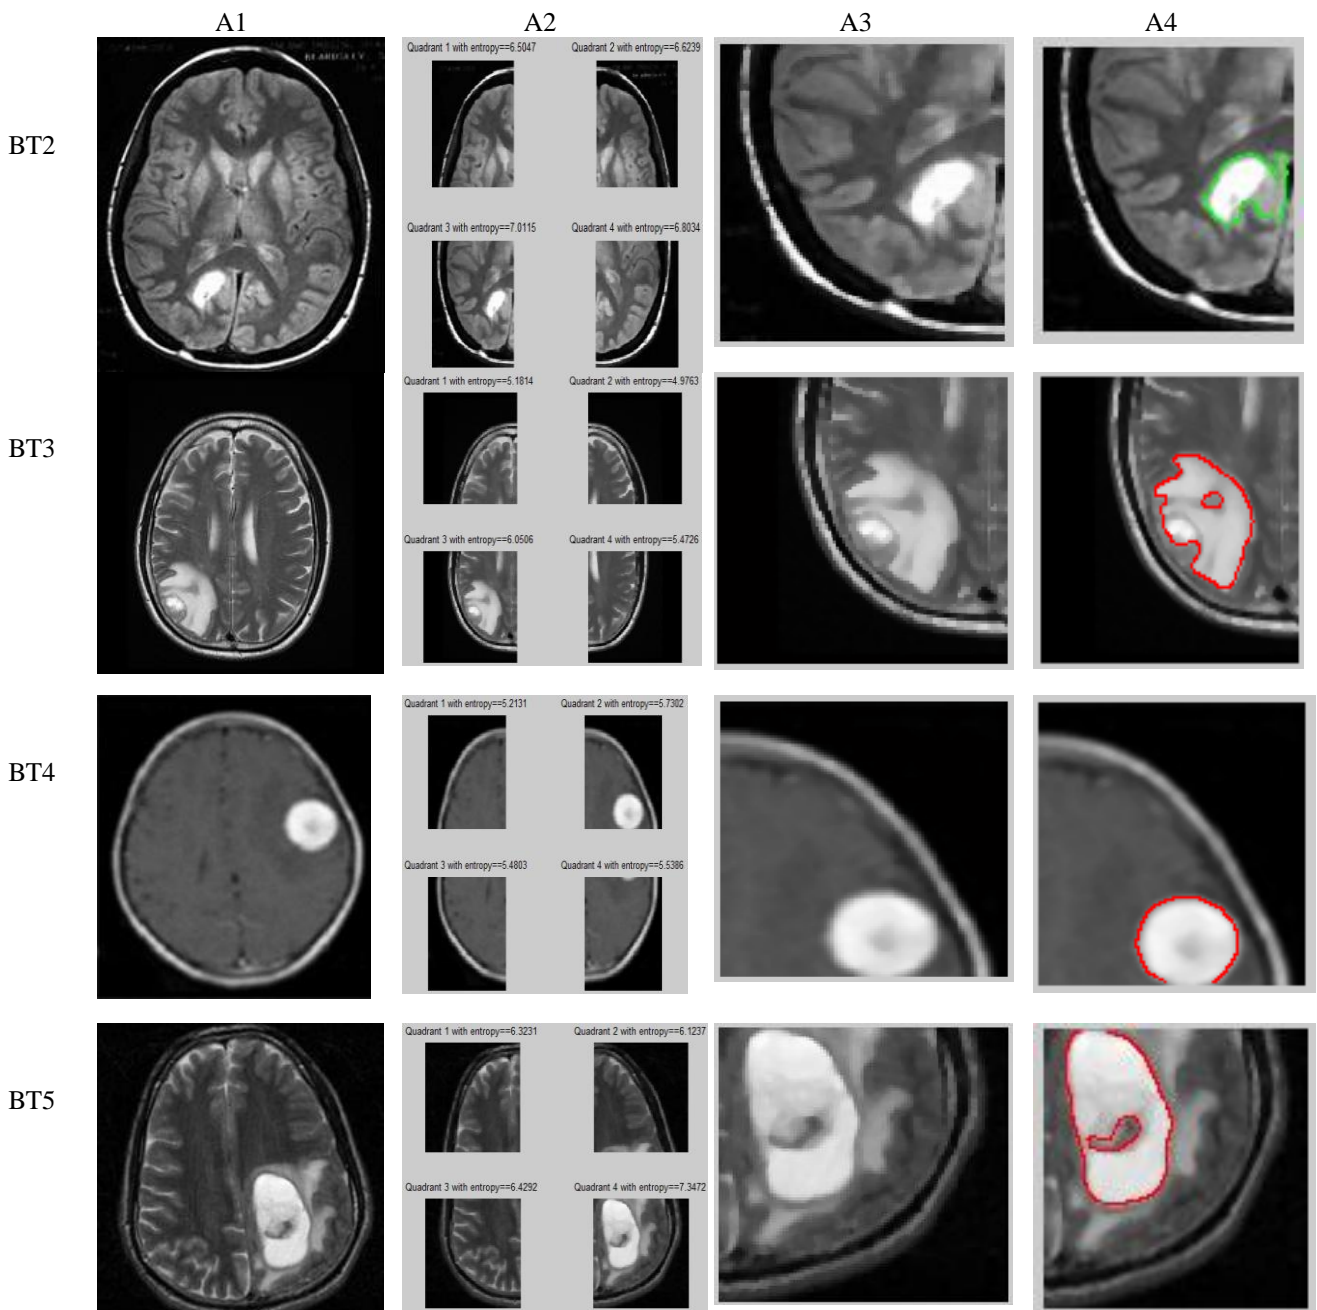 A1 A2 A3 A4
BT2
BEARDSLEY
Quadrant 1 with entropy==6.5047 Quadrant 2 with entropy==6.6239
Quadrant 3 with entropy==7.0115 Quadrant 4 with entropy==6.8034
BT3
Quadrant 1 with entropy==5.1814 Quadrant 2 with entropy==4.9763
Quadrant 3 with entropy==6.0506 Quadrant 4 with entropy==5.4726
BT4
Quadrant 1 with entropy==5.2131 Quadrant 2 with entropy==5.7302
Quadrant 3 with entropy==5.4803 Quadrant 4 with entropy==5.5386
BT5
Quadrant 1 with entropy==6.3231 Quadrant 2 with entropy==6.1237
Quadrant 3 with entropy==6.4292 Quadrant 4 with entropy==7.3472